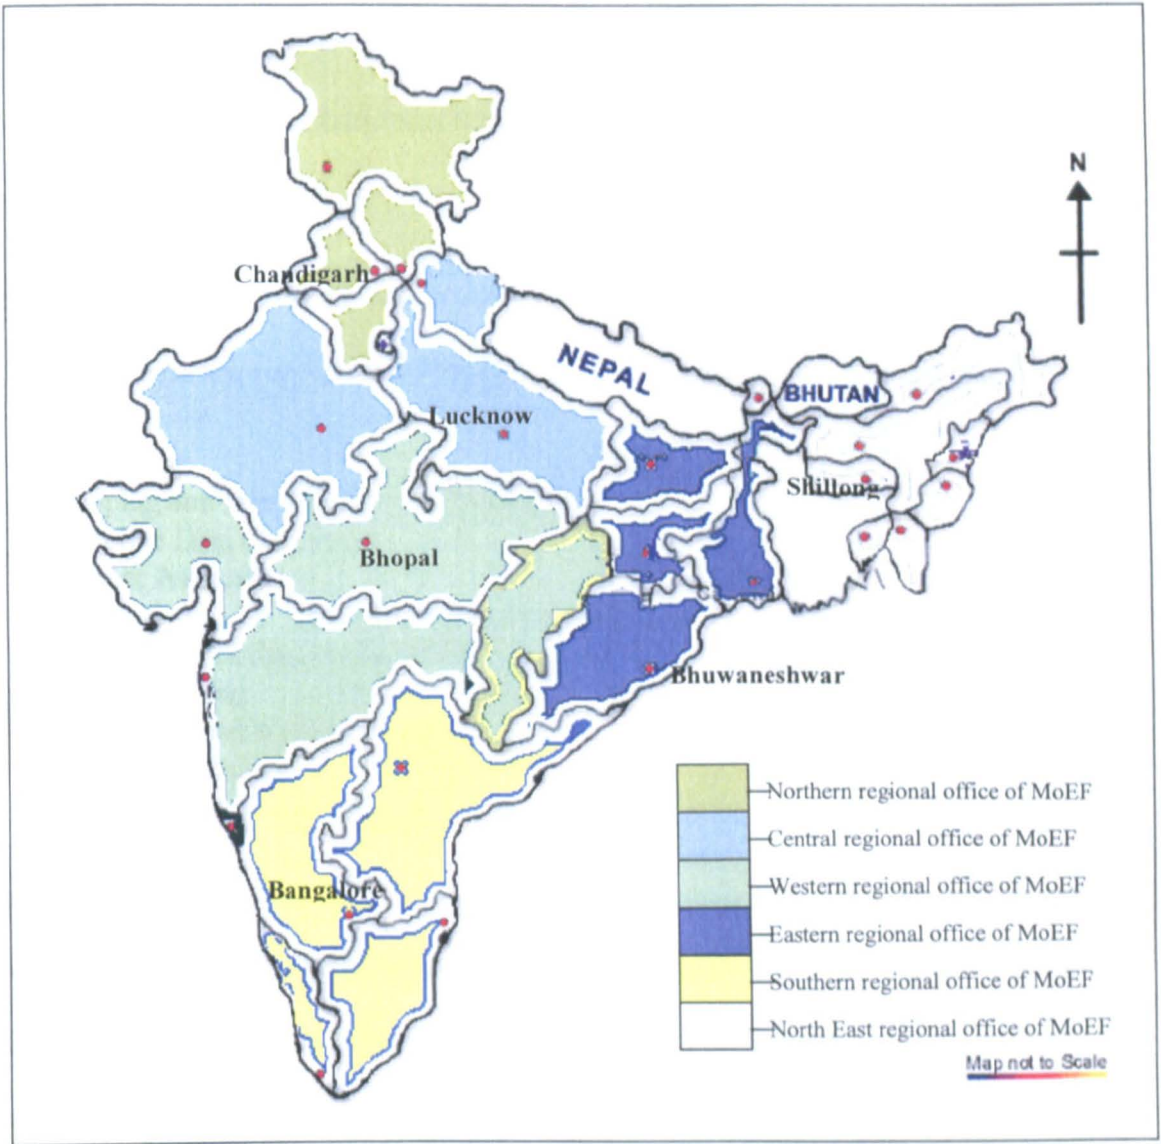 N
Chandigarh
NEPAL
BHUTAN
Lucknow
Shillong
Bhopal
Bhuwaneshwar
Northern regional office of MoEF
Central regional office of MoEF
Western regional office of MoEF
Bangalore
Eastern regional office of MoEF
Southern regional office of MoEF
North East regional office of MoEF
Map not to Scale